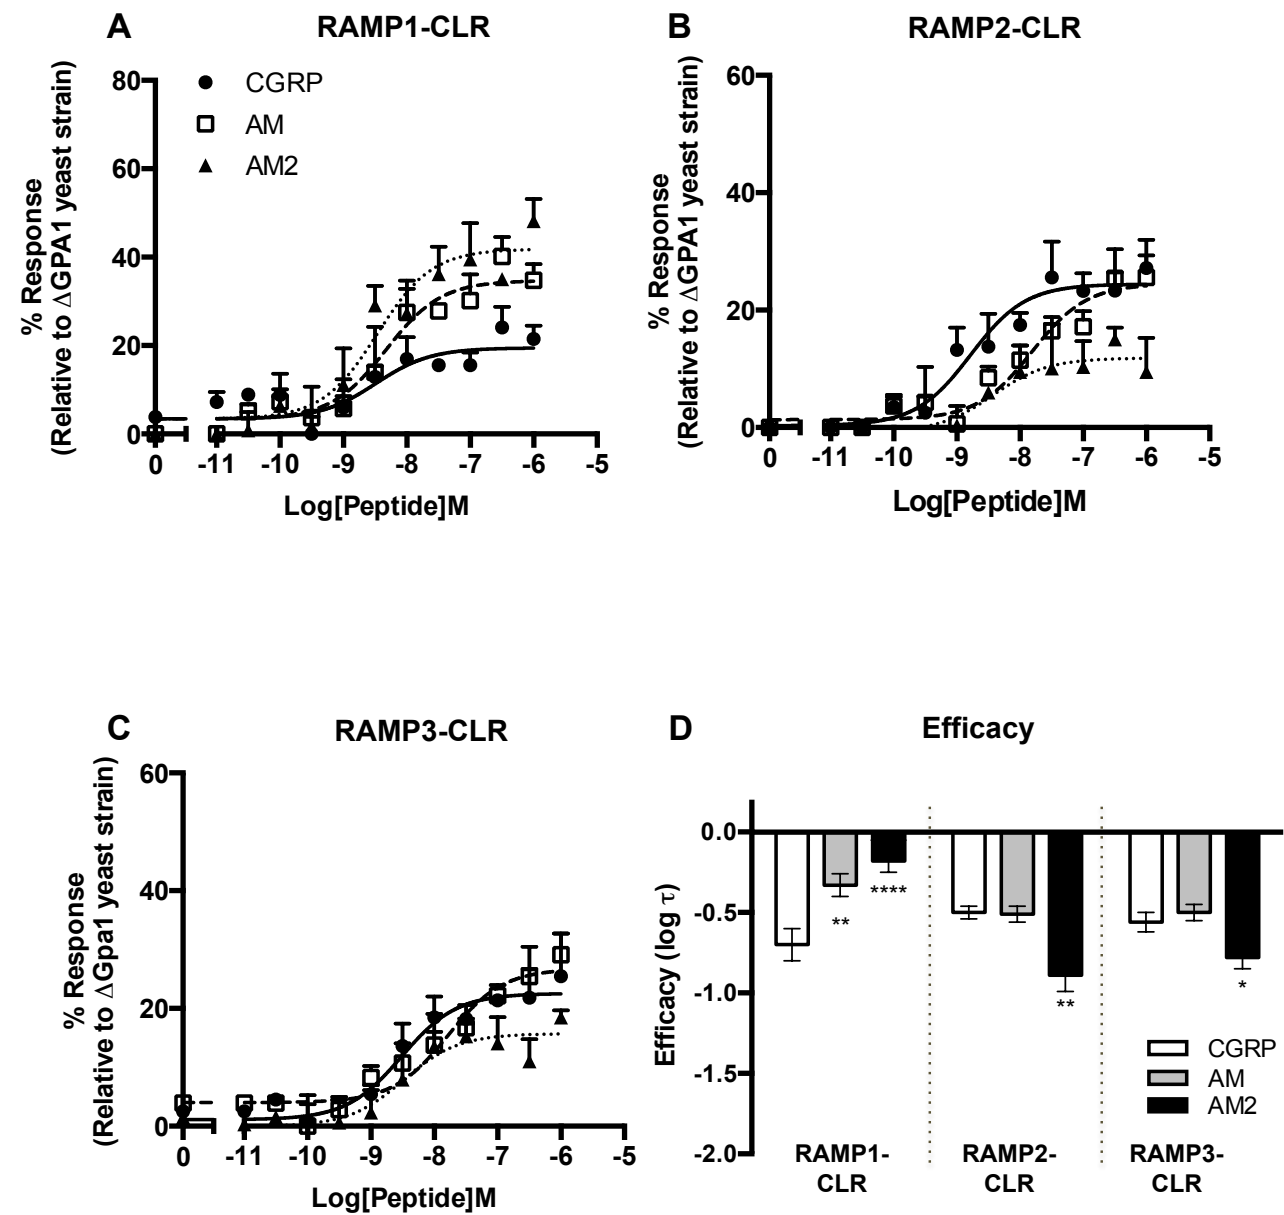 A
RAMP1-CLR
% Response
(Relative to ΔGPA1 yeast strain)
80
60
40
20
0
CGRP
AM
AM2
0 -11 -10 -9 -8 -7 -6 -5
Log[Peptide]M
B
RAMP2-CLR
% Response
(Relative to ΔGPA1 yeast strain)
60
40
20
0
0 -11 -10 -9 -8 -7 -6 -5
Log[Peptide]M
C
RAMP3-CLR
% Response
(Relative to ΔGpa1 yeast strain)
60
40
20
0
0 -11 -10 -9 -8 -7 -6 -5
Log[Peptide]M
D
Efficacy
Efficacy (log τ)
0.0
-0.5
-1.0
-1.5
-2.0
**
****
**
*
CGRP
AM
AM2
RAMP1-
CLR
RAMP2-
CLR
RAMP3-
CLR